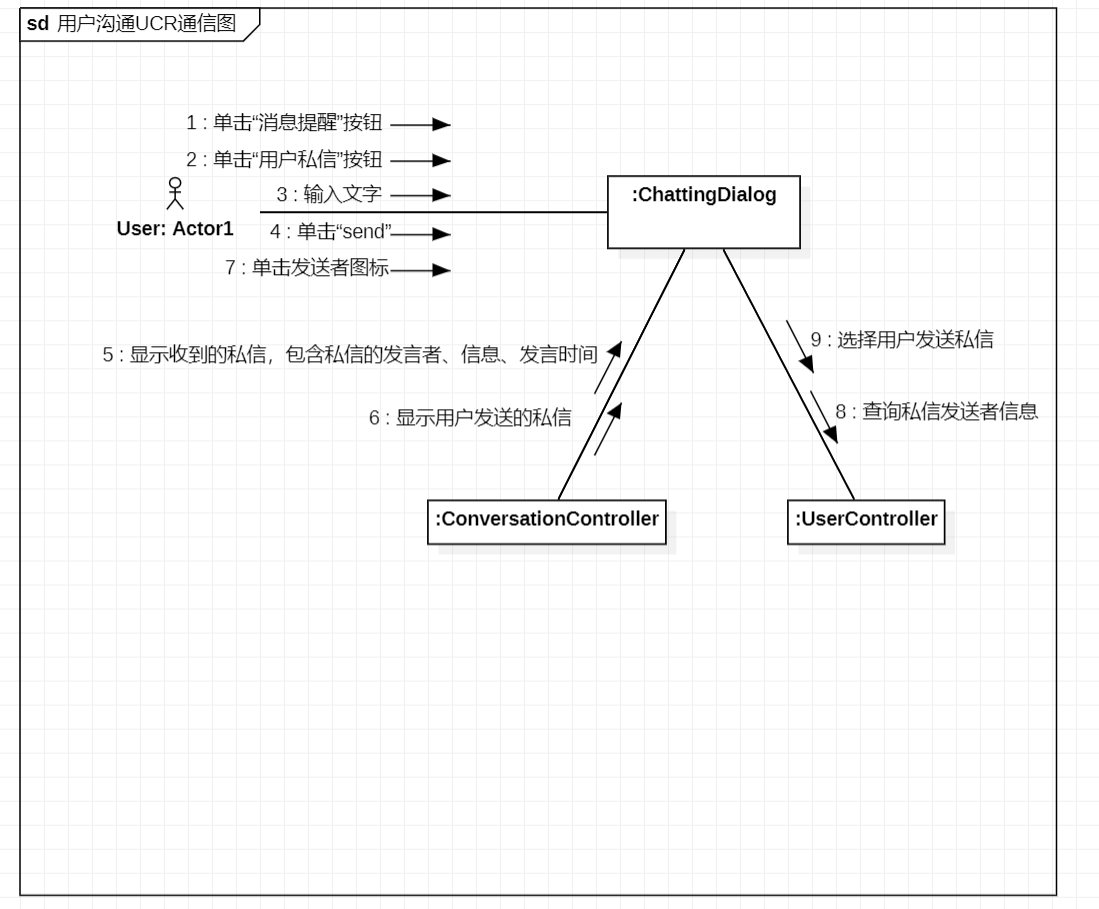 sd 用户沟通UCR通信图
1 : 单击“消息提醒”按钮
2 : 单击“用户私信”按钮
3 : 输入文字
:ChattingDialog
User: Actor1
4 : 单击“send”
7 : 单击发送者图标
9 : 选择用户发送私信
5 : 显示收到的私信，包含私信的发言者、信息、发言时间
8 : 查询私信发送者信息
6 : 显示用户发送的私信
:ConversationController
:UserController